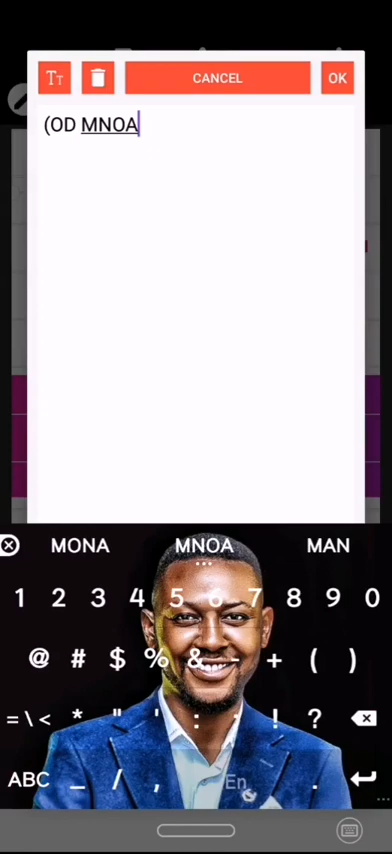 Tт CANCEL OK
(OD MNOA
MONA MNOA MAN
1 2 3 4 5 6 7 8 9 0
@ # $ % & - + ( )
= \ < * " ' : ; ! ?
ABC _ / , En .